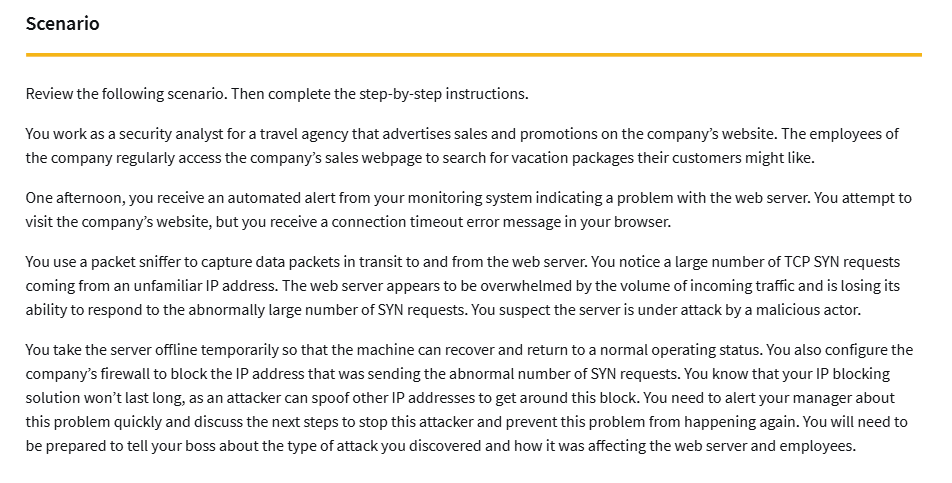 Scenario
Review the following scenario. Then complete the step-by-step instructions.
You work as a security analyst for a travel agency that advertises sales and promotions on the company’s website. The employees of
the company regularly access the company’s sales webpage to search for vacation packages their customers might like.
One afternoon, you receive an automated alert from your monitoring system indicating a problem with the web server. You attempt to
visit the company’s website, but you receive a connection timeout error message in your browser.
You use a packet sniffer to capture data packets in transit to and from the web server. You notice a large number of TCP SYN requests
coming from an unfamiliar IP address. The web server appears to be overwhelmed by the volume of incoming traffic and is losing its
ability to respond to the abnormally large number of SYN requests. You suspect the server is under attack by a malicious actor.
You take the server offline temporarily so that the machine can recover and return to a normal operating status. You also configure the
company’s firewall to block the IP address that was sending the abnormal number of SYN requests. You know that your IP blocking
solution won’t last long, as an attacker can spoof other IP addresses to get around this block. You need to alert your manager about
this problem quickly and discuss the next steps to stop this attacker and prevent this problem from happening again. You will need to
be prepared to tell your boss about the type of attack you discovered and how it was affecting the web server and employees.